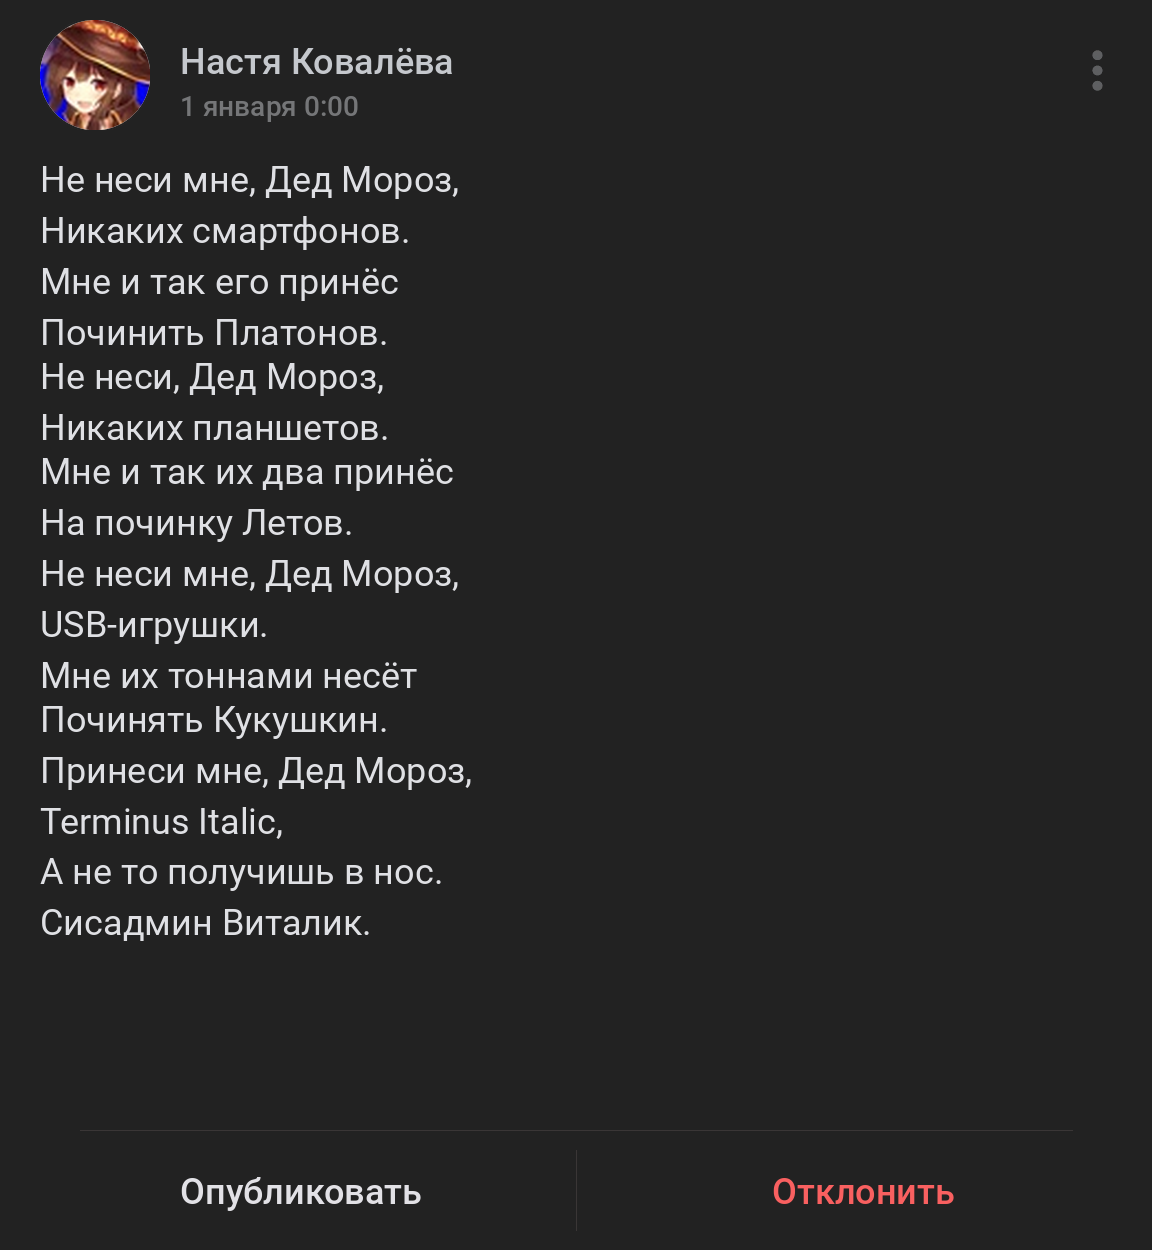 Настя Ковалёва
1 января 0:00
Не неси мне, Дед Мороз,
Никаких смартфонов.
Мне и так его принёс
Починить Платонов.
Не неси, Дед Мороз,
Никаких планшетов.
Мне и так их два принёс
На починку Летов.
Не неси мне, Дед Мороз,
USB-игрушки.
Мне их тоннами несёт
Починять Кукушкин.
Принеси мне, Дед Мороз,
Terminus Italic,
А не то получишь в нос.
Сисадмин Виталик.
Опубликовать
Отклонить